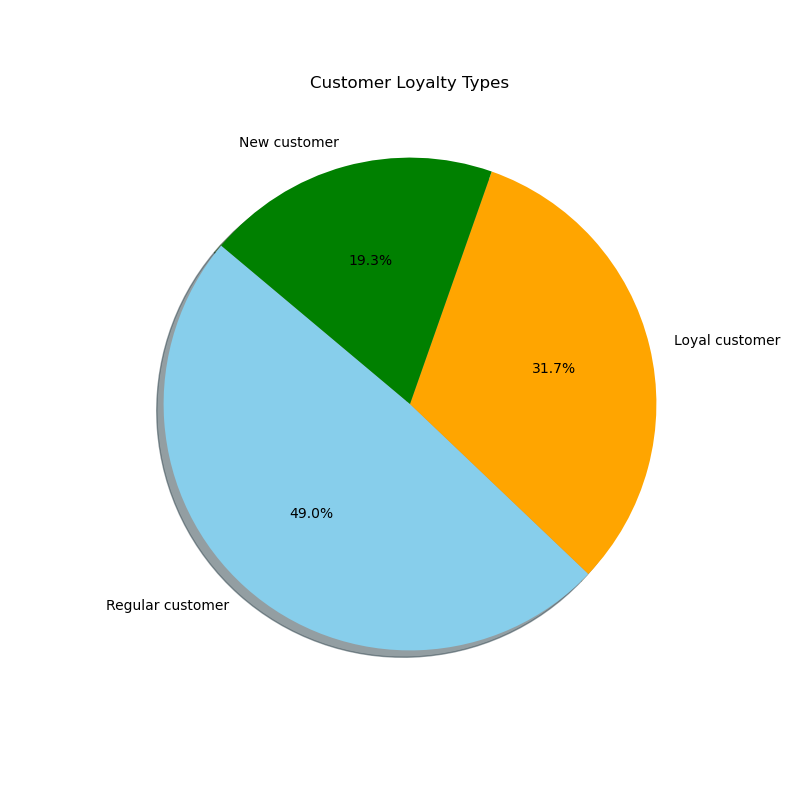 Customer Loyalty Types
New customer
19.3%
Loyal customer
31.7%
49.0%
Regular customer